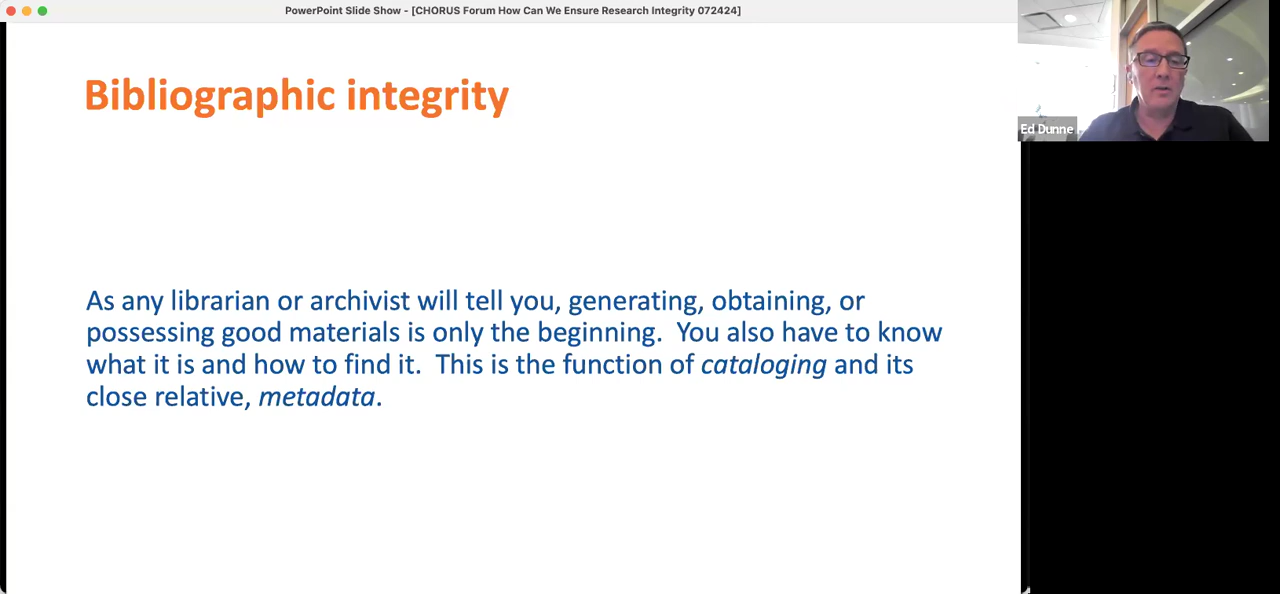 PowerPoint Slide Show - [CHORUS Forum How Can We Ensure Research Integrity 072424]
Ed Dunne
Bibliographic integrity
As any librarian or archivist will tell you, generating, obtaining, or
possessing good materials is only the beginning.  You also have to know
what it is and how to find it.  This is the function of cataloging and its
close relative, metadata.